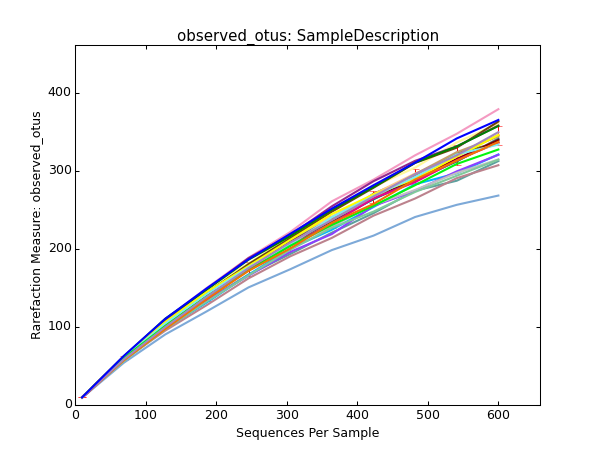 observed_otus: SampleDescription
Rarefaction Measure: observed_otus
400
300
200
100
0
0 100 200 300 400 500 600
Sequences Per Sample